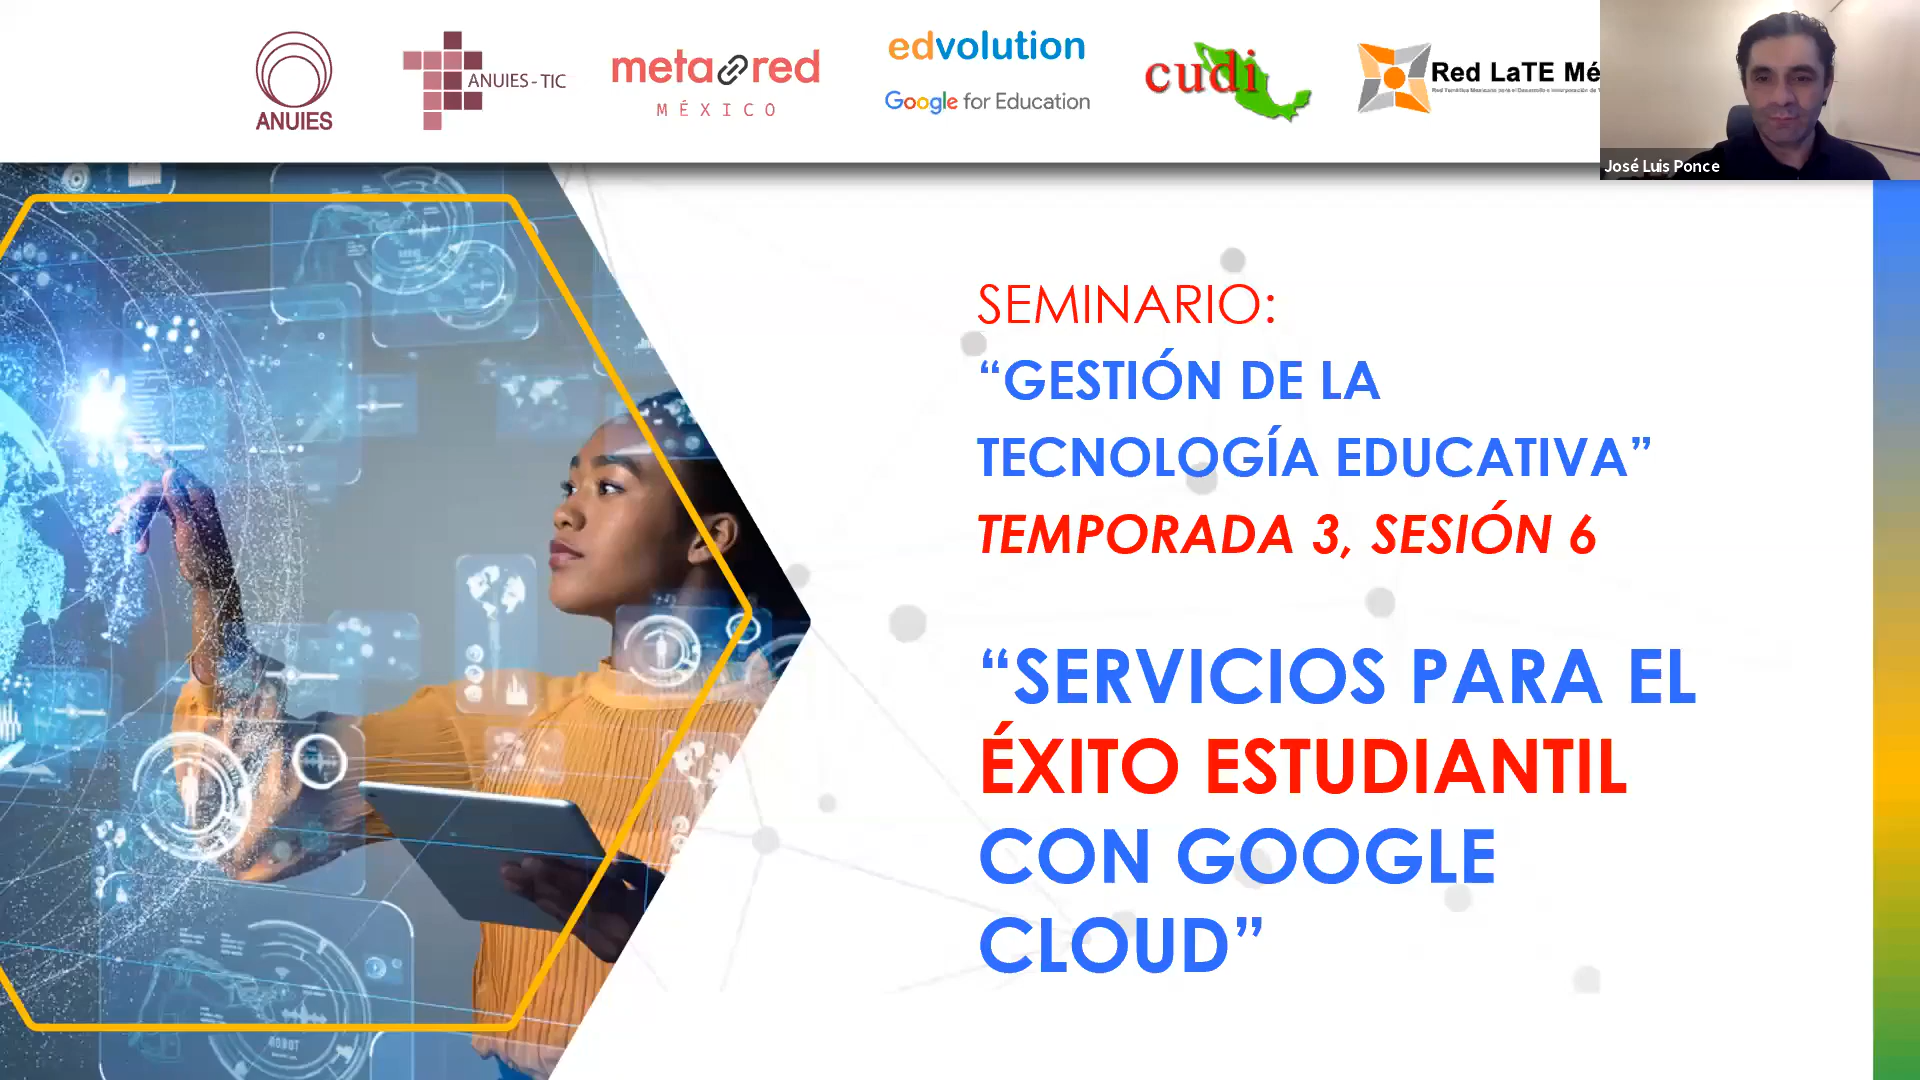 ANUIES
ANUIES - TIC
meta red
MÉXICO
edvolution
Google for Education
cudi
Red LaTE Mé
José Luis Ponce
SEMINARIO:
“GESTIÓN DE LA
TECNOLOGÍA EDUCATIVA”
TEMPORADA 3, SESIÓN 6
“SERVICIOS PARA EL
ÉXITO ESTUDIANTIL
CON GOOGLE
CLOUD”
ROBOT